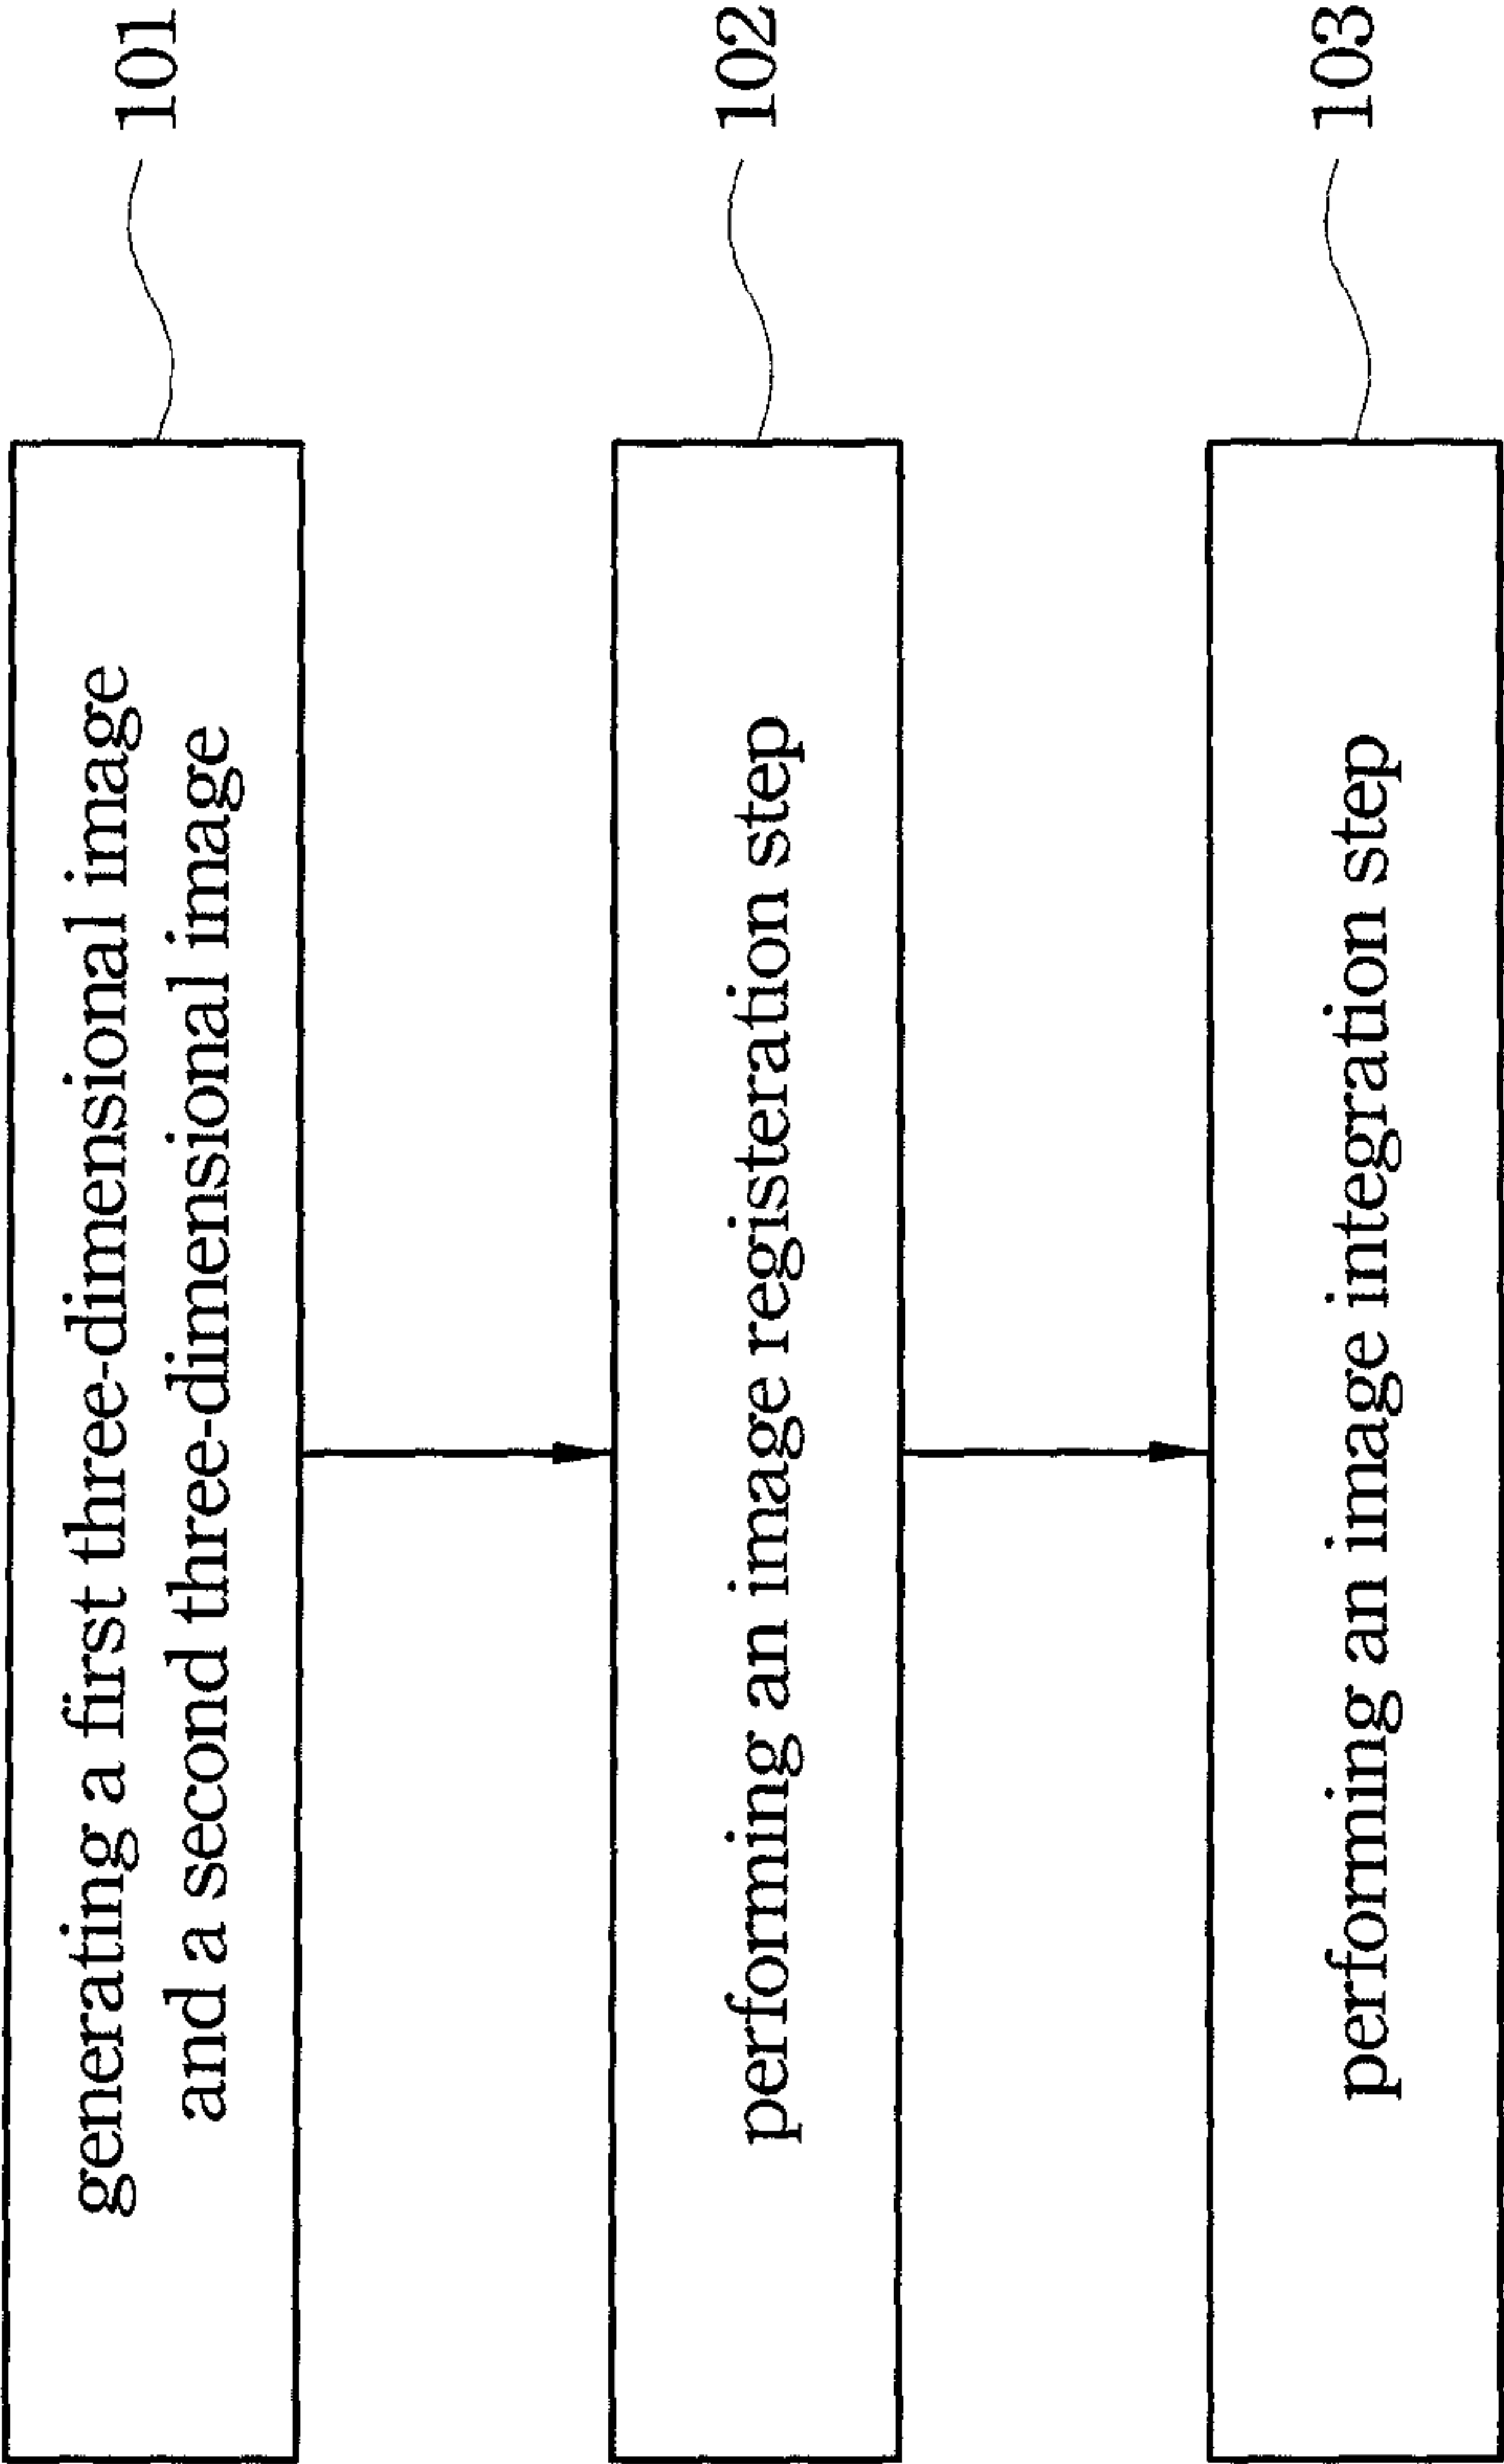 generating a first three-dimensional image
and a second three-dimensional image
101
performing an image registeration step
102
performing an image integration step
103